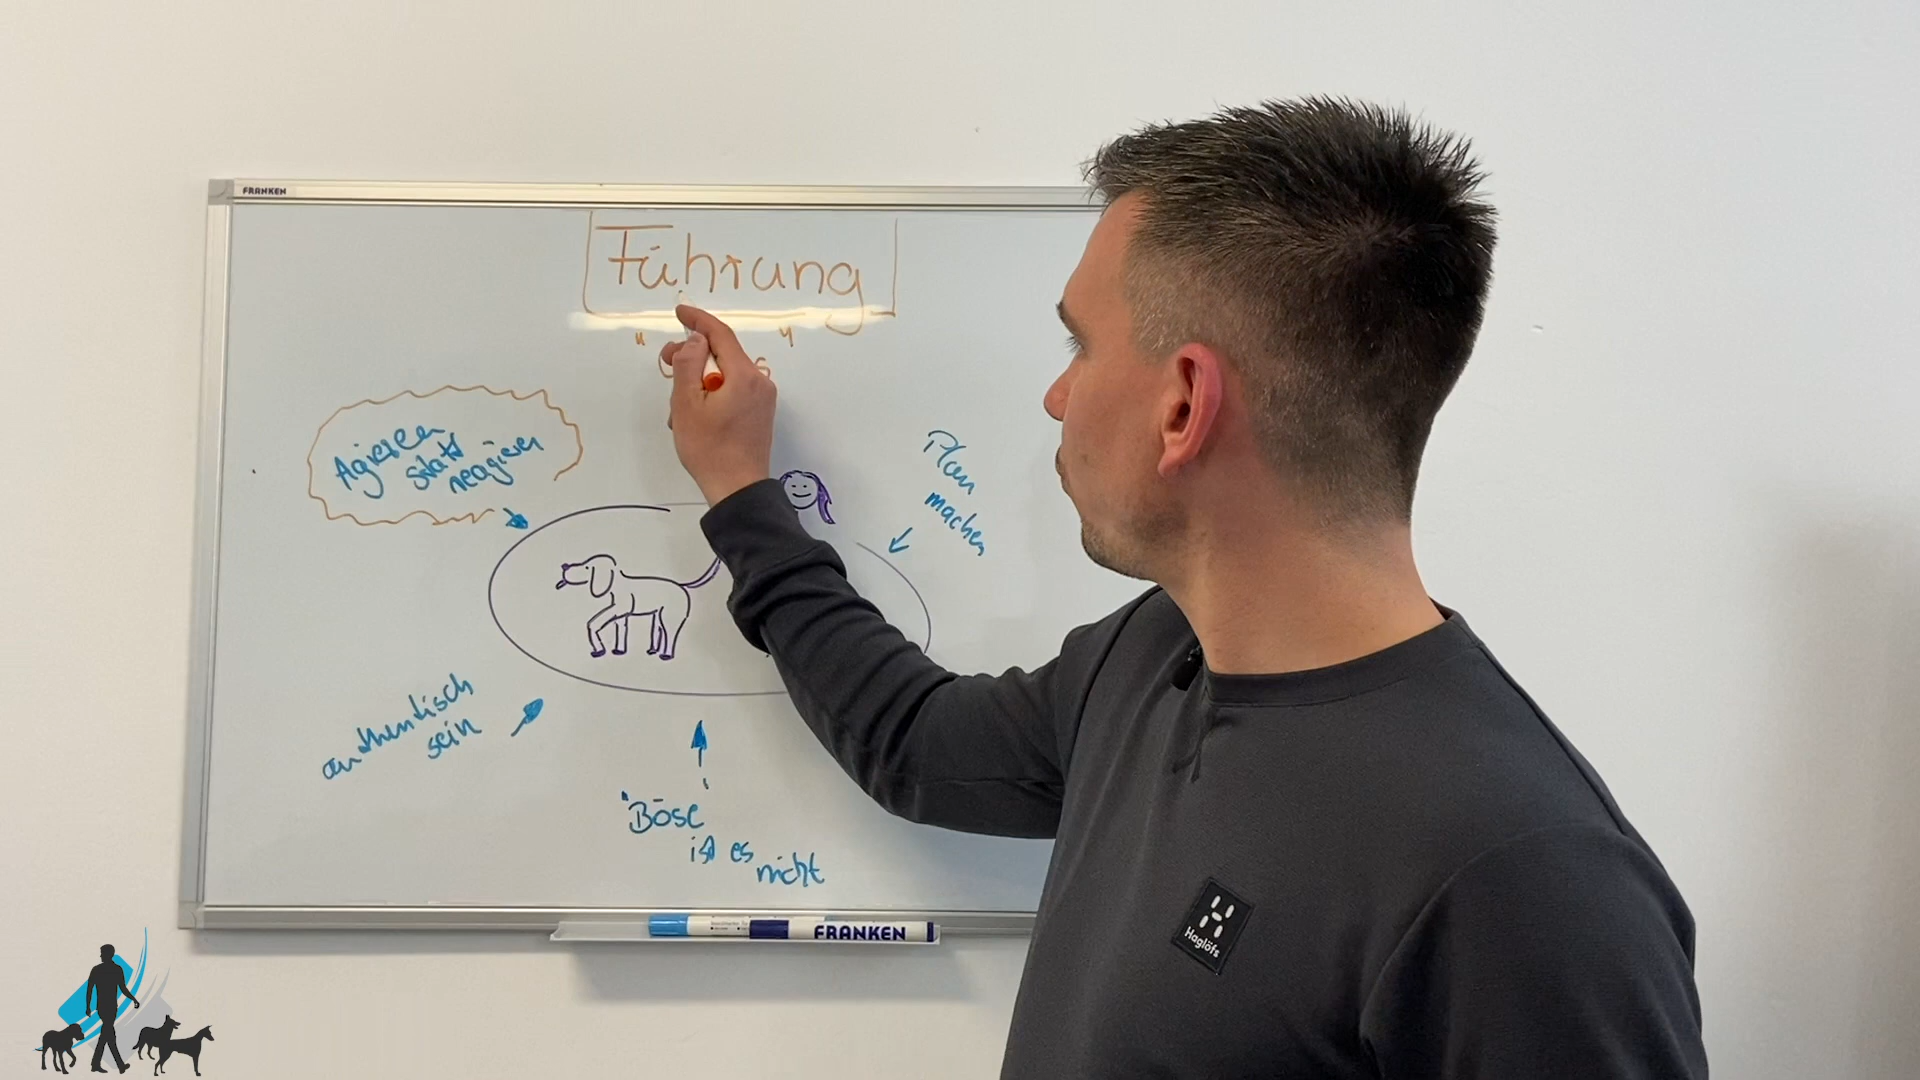 FRANKEN
Führung
Agieren
statt
reagieren
Plan
machen
authentisch
sein
"Böse"
ist es
nicht
FRANKEN
Haglöfs